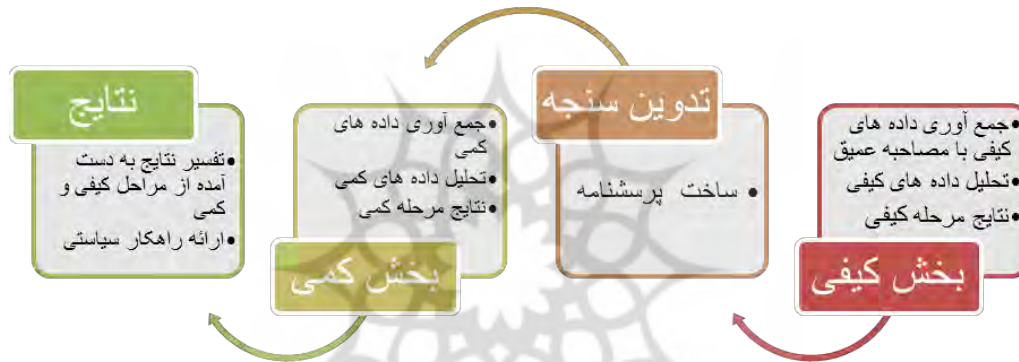 بخش کیفی
•جمع آوری داده های
کیفی با مصاحبه عمیق
•تحلیل داده های کیفی
•نتایج مرحله کیفی
تدوین سنجه
• ساخت پرسشنامه
بخش کمی
•جمع آوری داده های
کمی
•تحلیل داده های کمی
•نتایج مرحله کمی
نتایج
•تفسیر نتایج به دست
آمده از مراحل کیفی و
کمی
•ارائه راهکار سیاستی